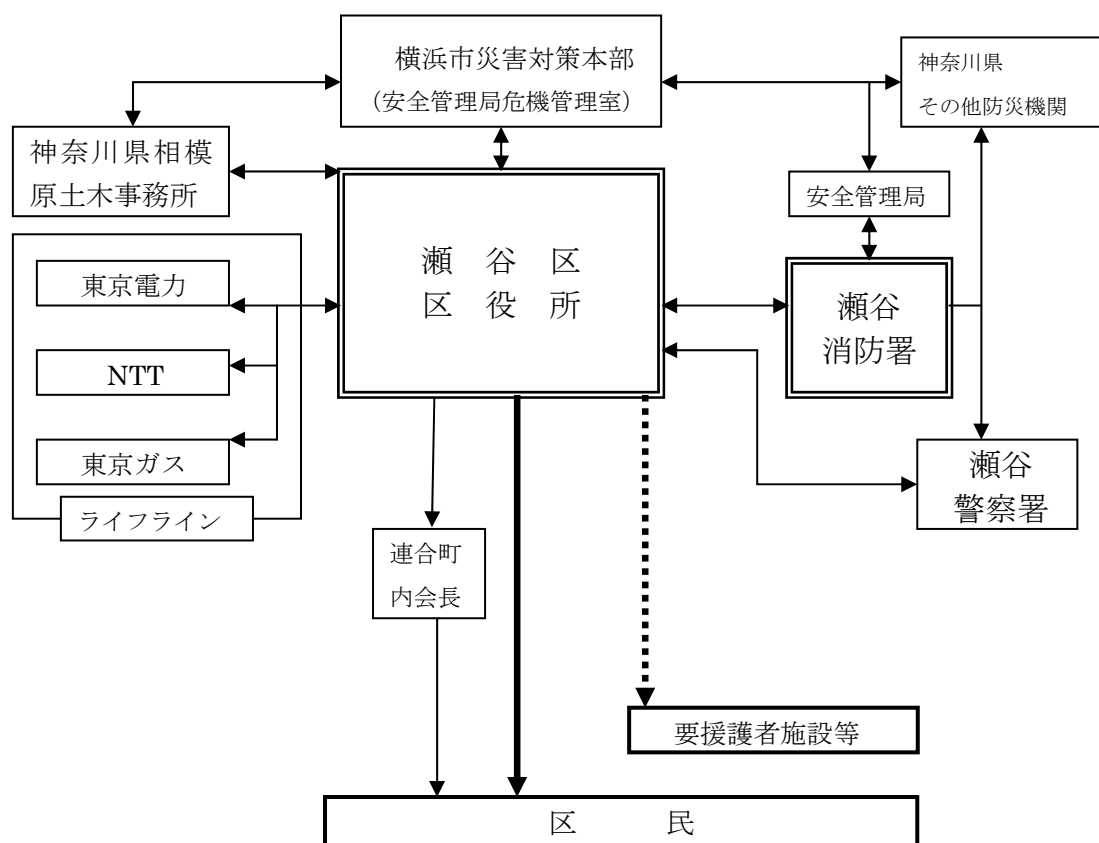 横浜市災害対策本部
（安全管理局危機管理室）
神奈川県
その他防災機関
神奈川県相模
原土木事務所
安全管理局
瀬谷区
区役所
瀬谷
消防署
東京電力
NTT
東京ガス
ライフライン
瀬谷
警察署
連合町
内会長
要援護者施設等
区民